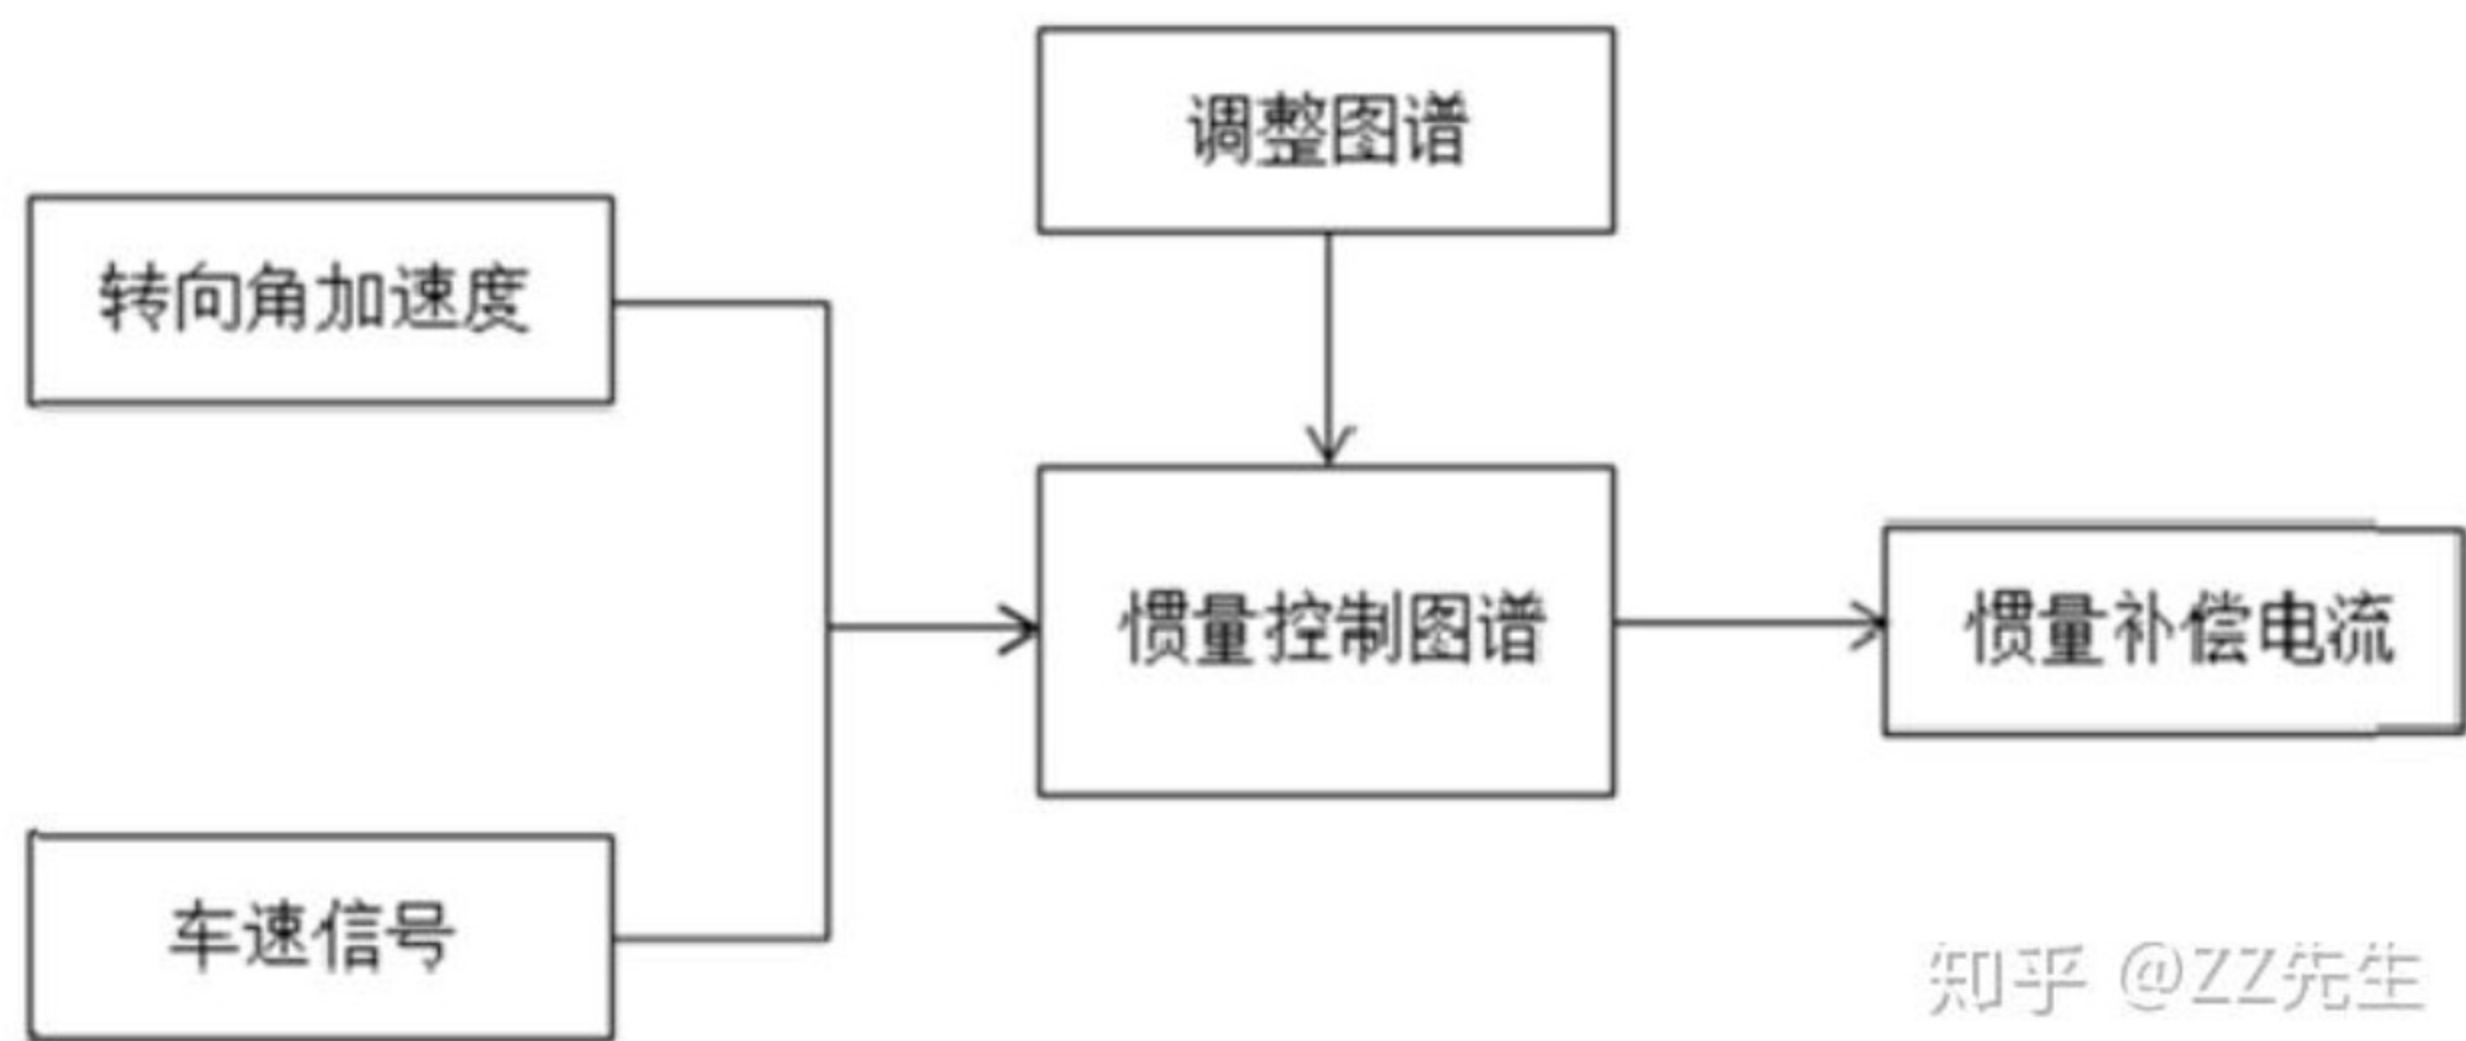 调整图谱
转向角加速度
惯量控制图谱
惯量补偿电流
车速信号
知乎 @ZZ先生